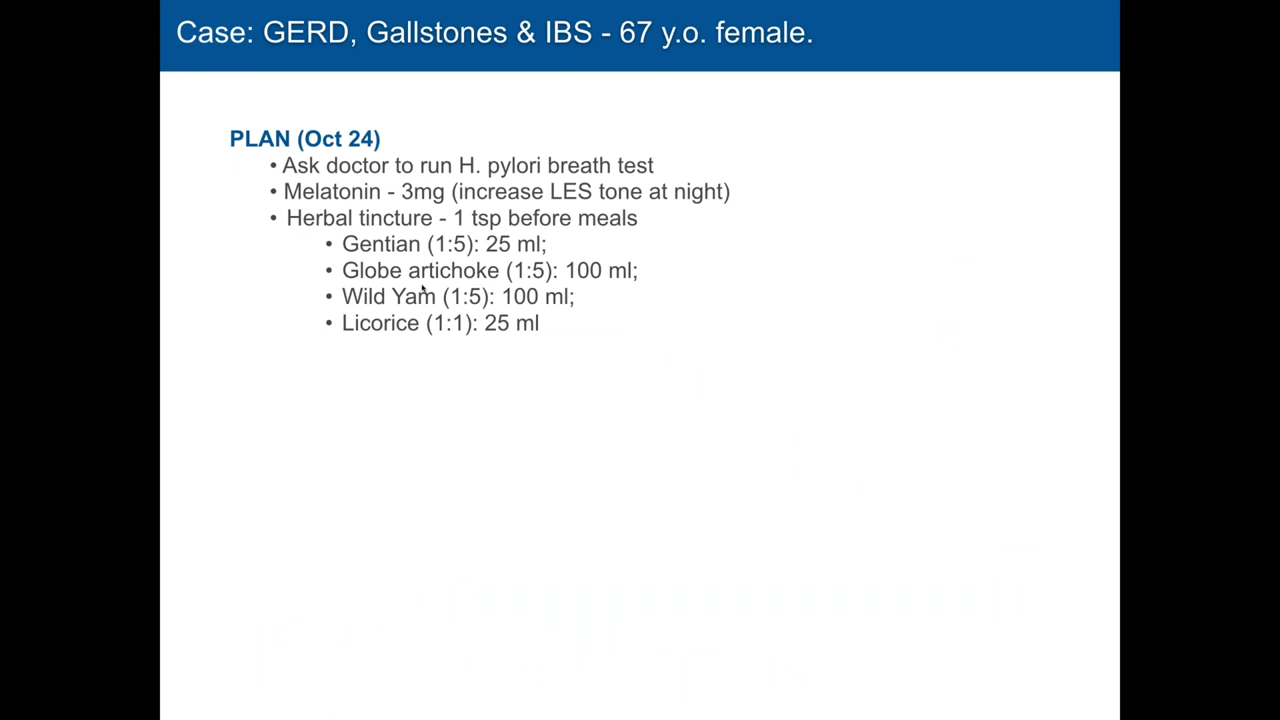 Case: GERD, Gallstones & IBS - 67 y.o. female.
PLAN (Oct 24)
• Ask doctor to run H. pylori breath test
• Melatonin - 3mg (increase LES tone at night)
• Herbal tincture - 1 tsp before meals
• Gentian (1:5): 25 ml;
• Globe artichoke (1:5): 100 ml;
• Wild Yam (1:5): 100 ml;
• Licorice (1:1): 25 ml